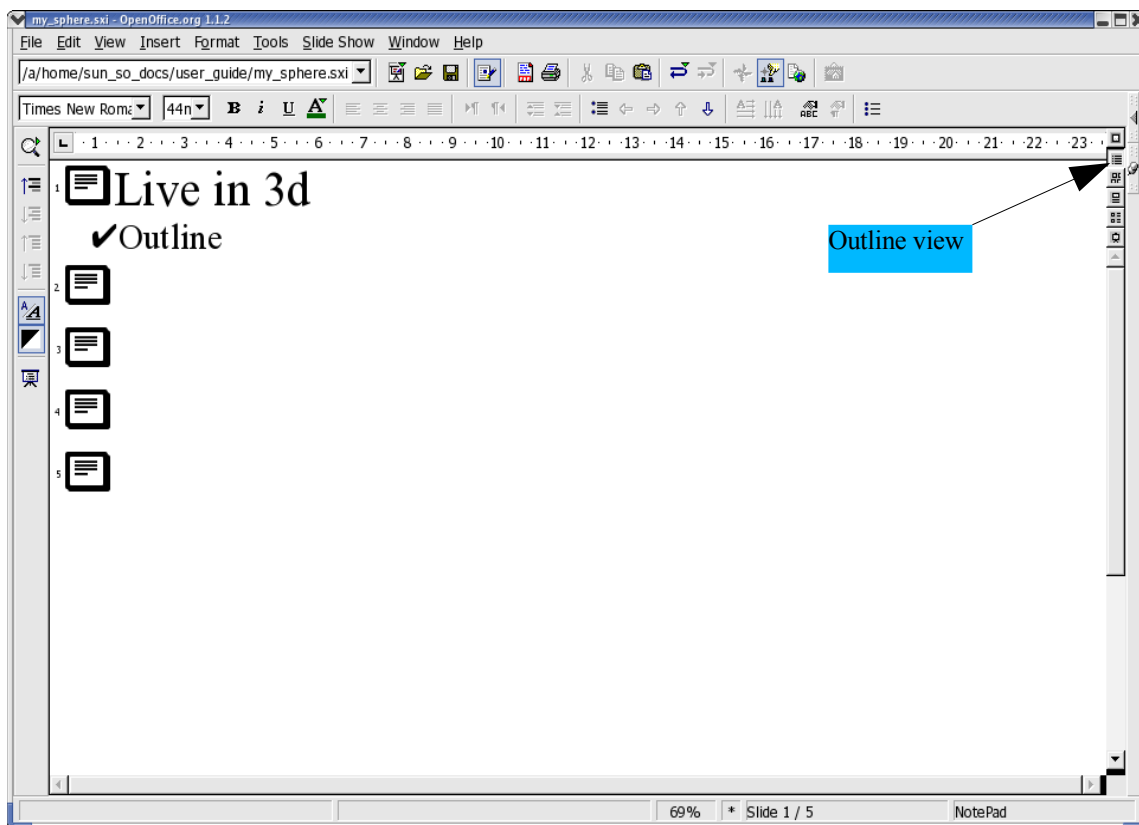 my_sphere.sxi - OpenOffice.org 1.1.2
File Edit View Insert Format Tools Slide Show Window Help
/a/home/sun_so_docs/user_guide/my_sphere.sxi
Times New Roma 44n B i U A ABC
1 2 3 4 5 6 7 8 9 10 11 12 13 14 15 16 17 18 19 20 21 22 23
1 Live in 3d
✔Outline
Outline view
2
3
4
5
69% * Slide 1 / 5 NotePad